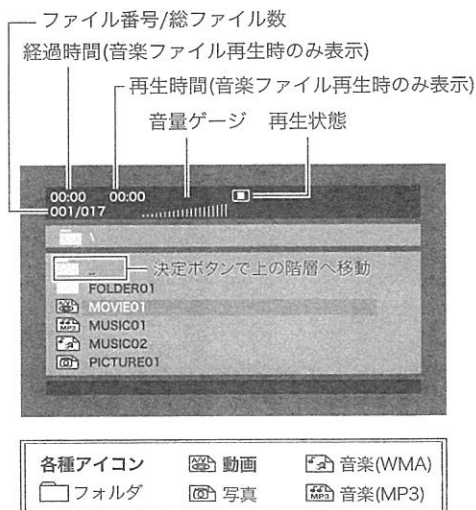 ファイル番号/総ファイル数
経過時間(音楽ファイル再生時のみ表示)
再生時間(音楽ファイル再生時のみ表示)
音量ゲージ 再生状態
00:00 00:00
001/017
\
.. 決定ボタンで上の階層へ移動
FOLDER01
MOVIE01
MUSIC01
MUSIC02
PICTURE01
各種アイコン 動画 音楽(WMA)
フォルダ 写真 MP3 音楽(MP3)